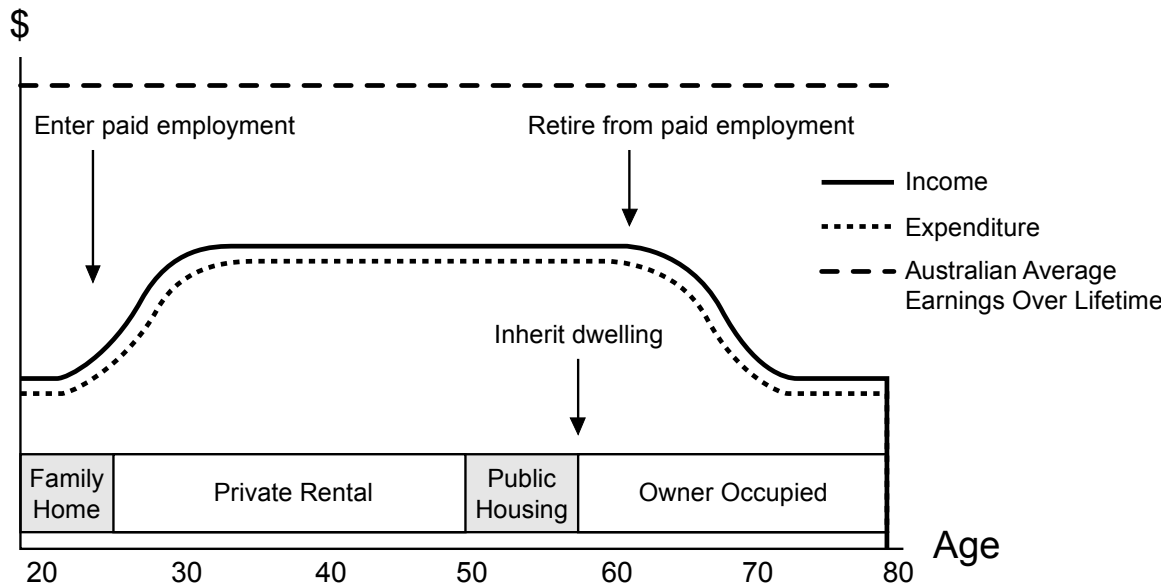 $
Enter paid employment
Retire from paid employment
Income
Expenditure
Australian Average
Earnings Over Lifetime
Inherit dwelling
Family
Home
Private Rental
Public
Housing
Owner Occupied
Age
20 30 40 50 60 70 80